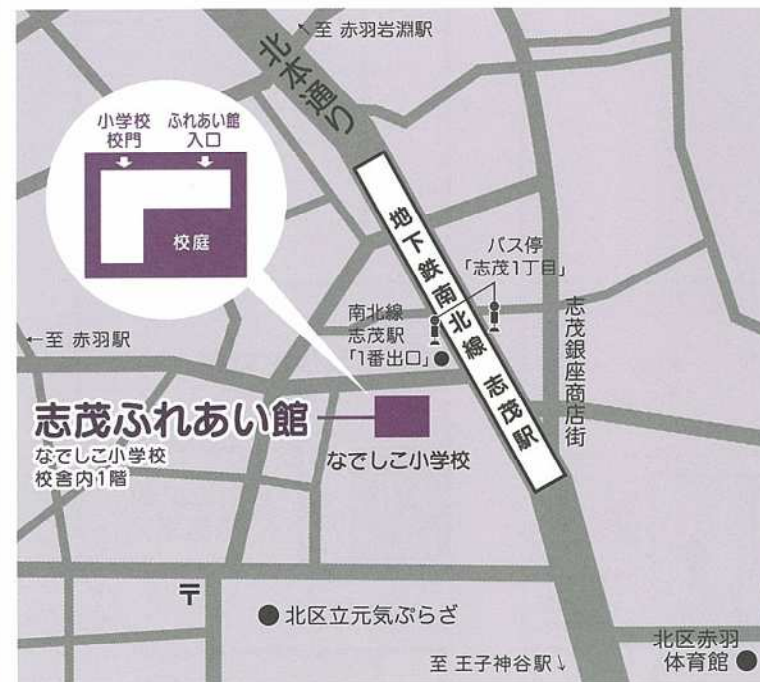 ↖至 赤羽岩淵駅
北本通り
小学校
校門
ふれあい館
入口
校庭
地下鉄南北線 志茂駅
バス停
「志茂1丁目」
南北線
志茂駅
「1番出口」
志茂銀座商店街
←至 赤羽駅
志茂ふれあい館
なでしこ小学校
校舎内1階
なでしこ小学校
〒
北区立元気ぷらざ
至 王子神谷駅↓
北区赤羽
体育館